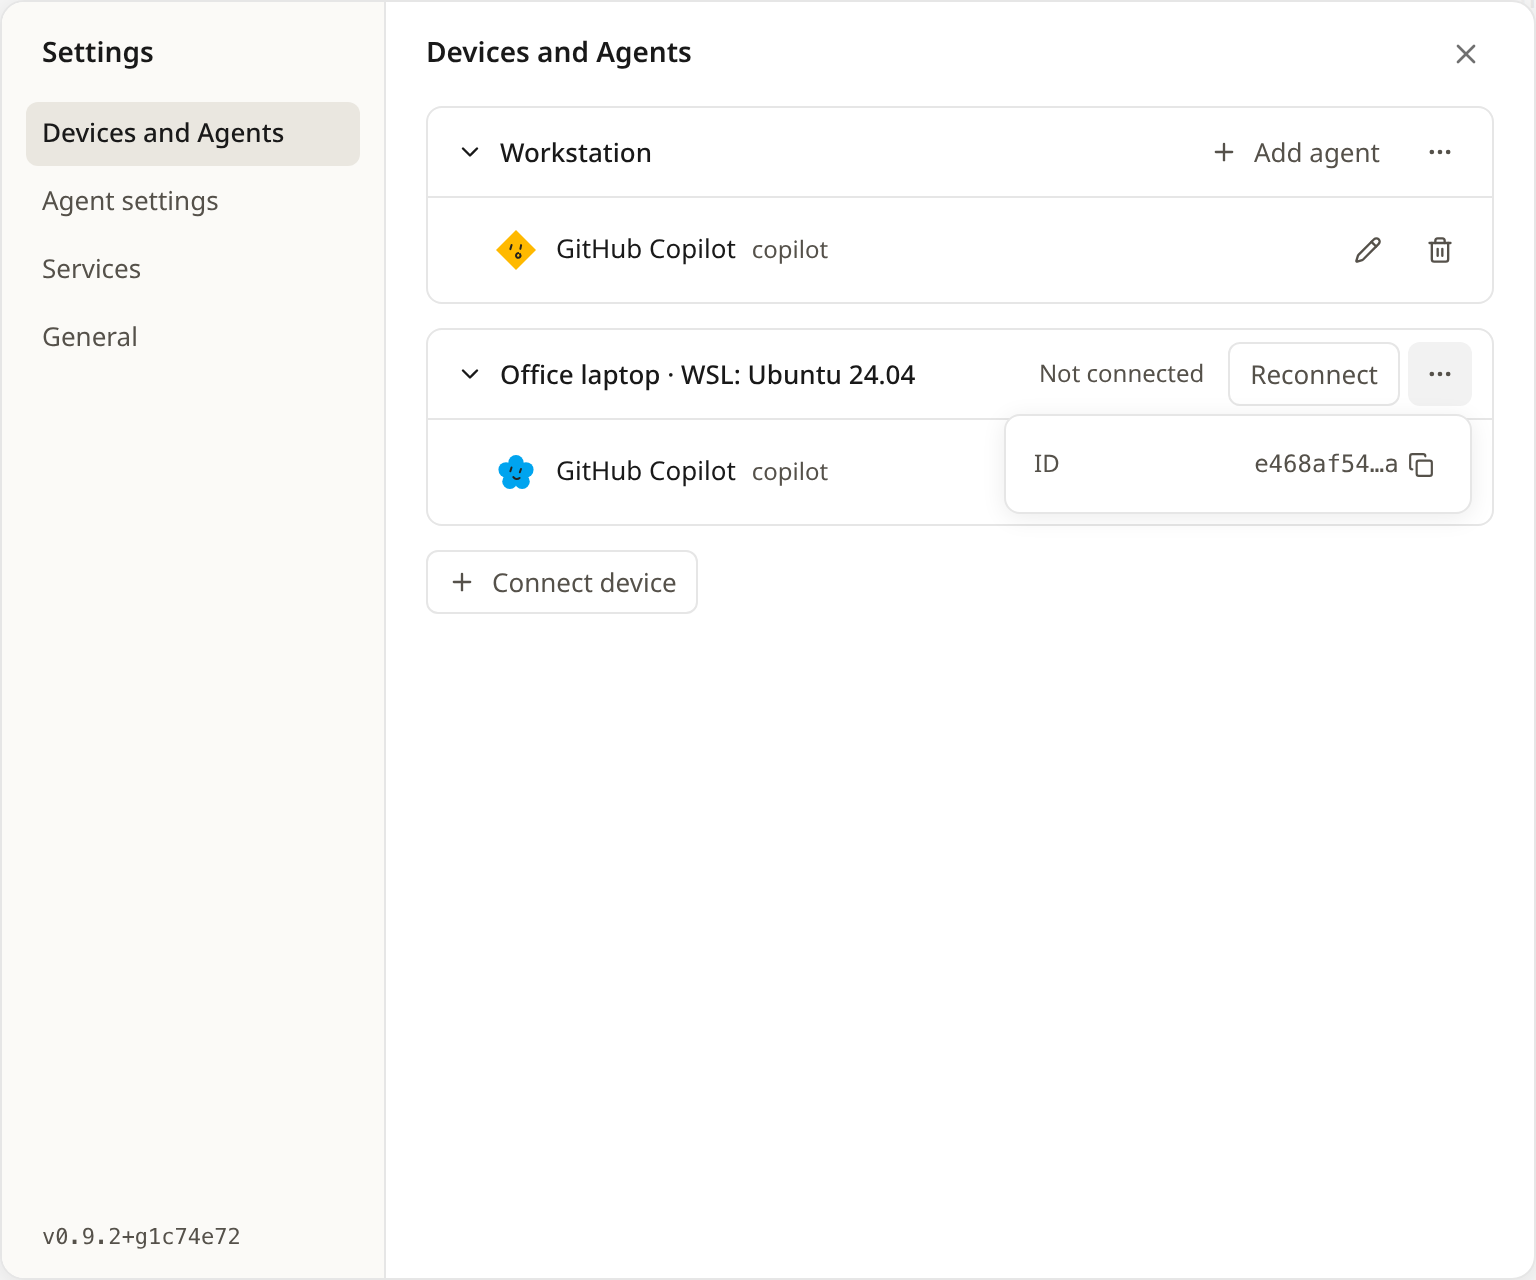 Settings
Devices and Agents
Agent settings
Services
General
v0.9.2+g1c74e72
Devices and Agents
Workstation
Add agent
GitHub Copilot copilot
Office laptop · WSL: Ubuntu 24.04
Not connected
Reconnect
GitHub Copilot copilot
ID e468af54…a
Connect device